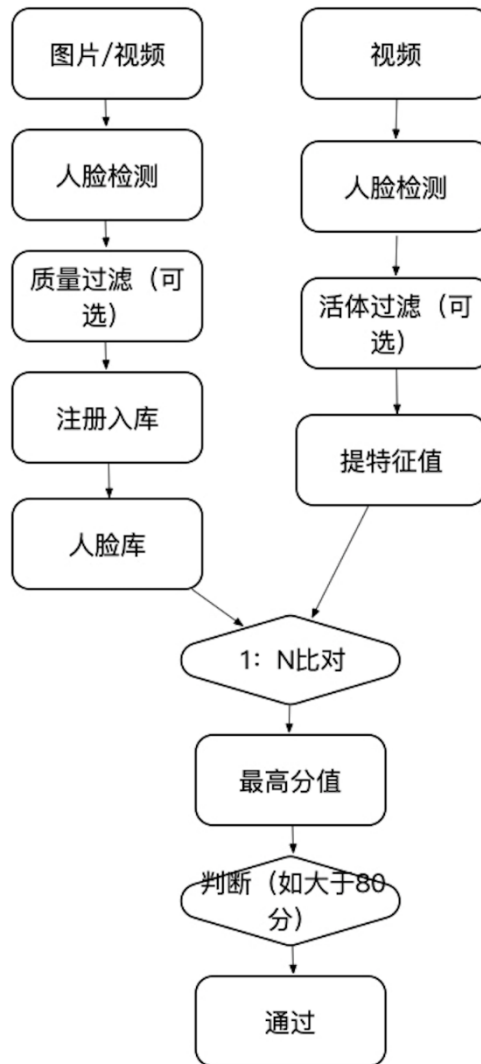 图片/视频
人脸检测
质量过滤（可
选）
注册入库
人脸库
视频
人脸检测
活体过滤（可
选）
提特征值
1：N比对
最高分值
判断（如大于80
分）
通过